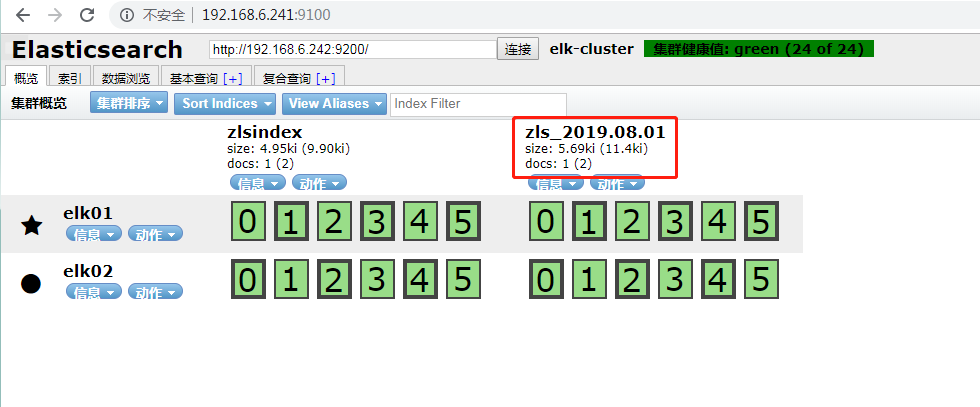 不安全 | 192.168.6.241:9100
Elasticsearch http://192.168.6.242:9200/ 连接 elk-cluster 集群健康值: green (24 of 24)
概览 索引 数据浏览 基本查询 [+] 复合查询 [+]
集群概览 集群排序 Sort Indices View Aliases Index Filter
zlsindex zls_2019.08.01
size: 4.95ki (9.90ki) size: 5.69ki (11.4ki)
docs: 1 (2) docs: 1 (2)
信息 动作 信息 动作
elk01 0 1 2 3 4 5 0 1 2 3 4 5
信息 动作
elk02 0 1 2 3 4 5 0 1 2 3 4 5
信息 动作